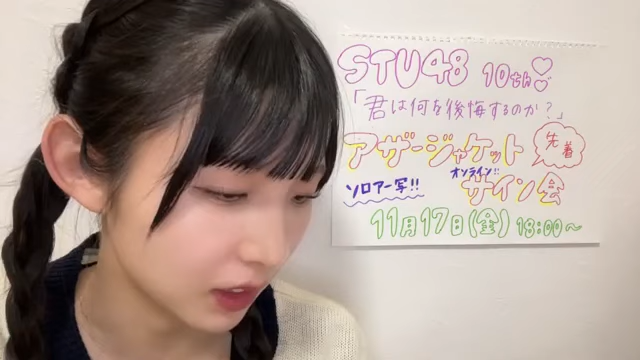 STU48 10th♡
「君は何を後悔するのか?」
アザージャケット 先着
オンライン!!
ソロアー写!! サイン会
11月17日(金) 18:00〜